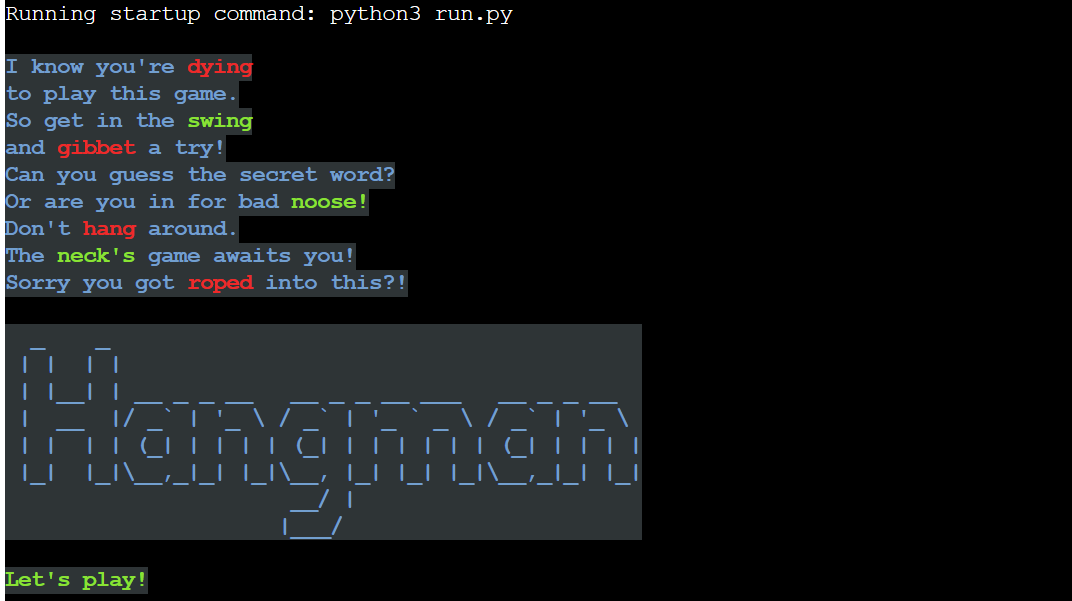 Running startup command: python3 run.py
I know you're dying
to play this game.
So get in the swing
and gibbet a try!
Can you guess the secret word?
Or are you in for bad noose!
Don't hang around.
The neck's game awaits you!
Sorry you got roped into this?!
Hangman
Let's play!